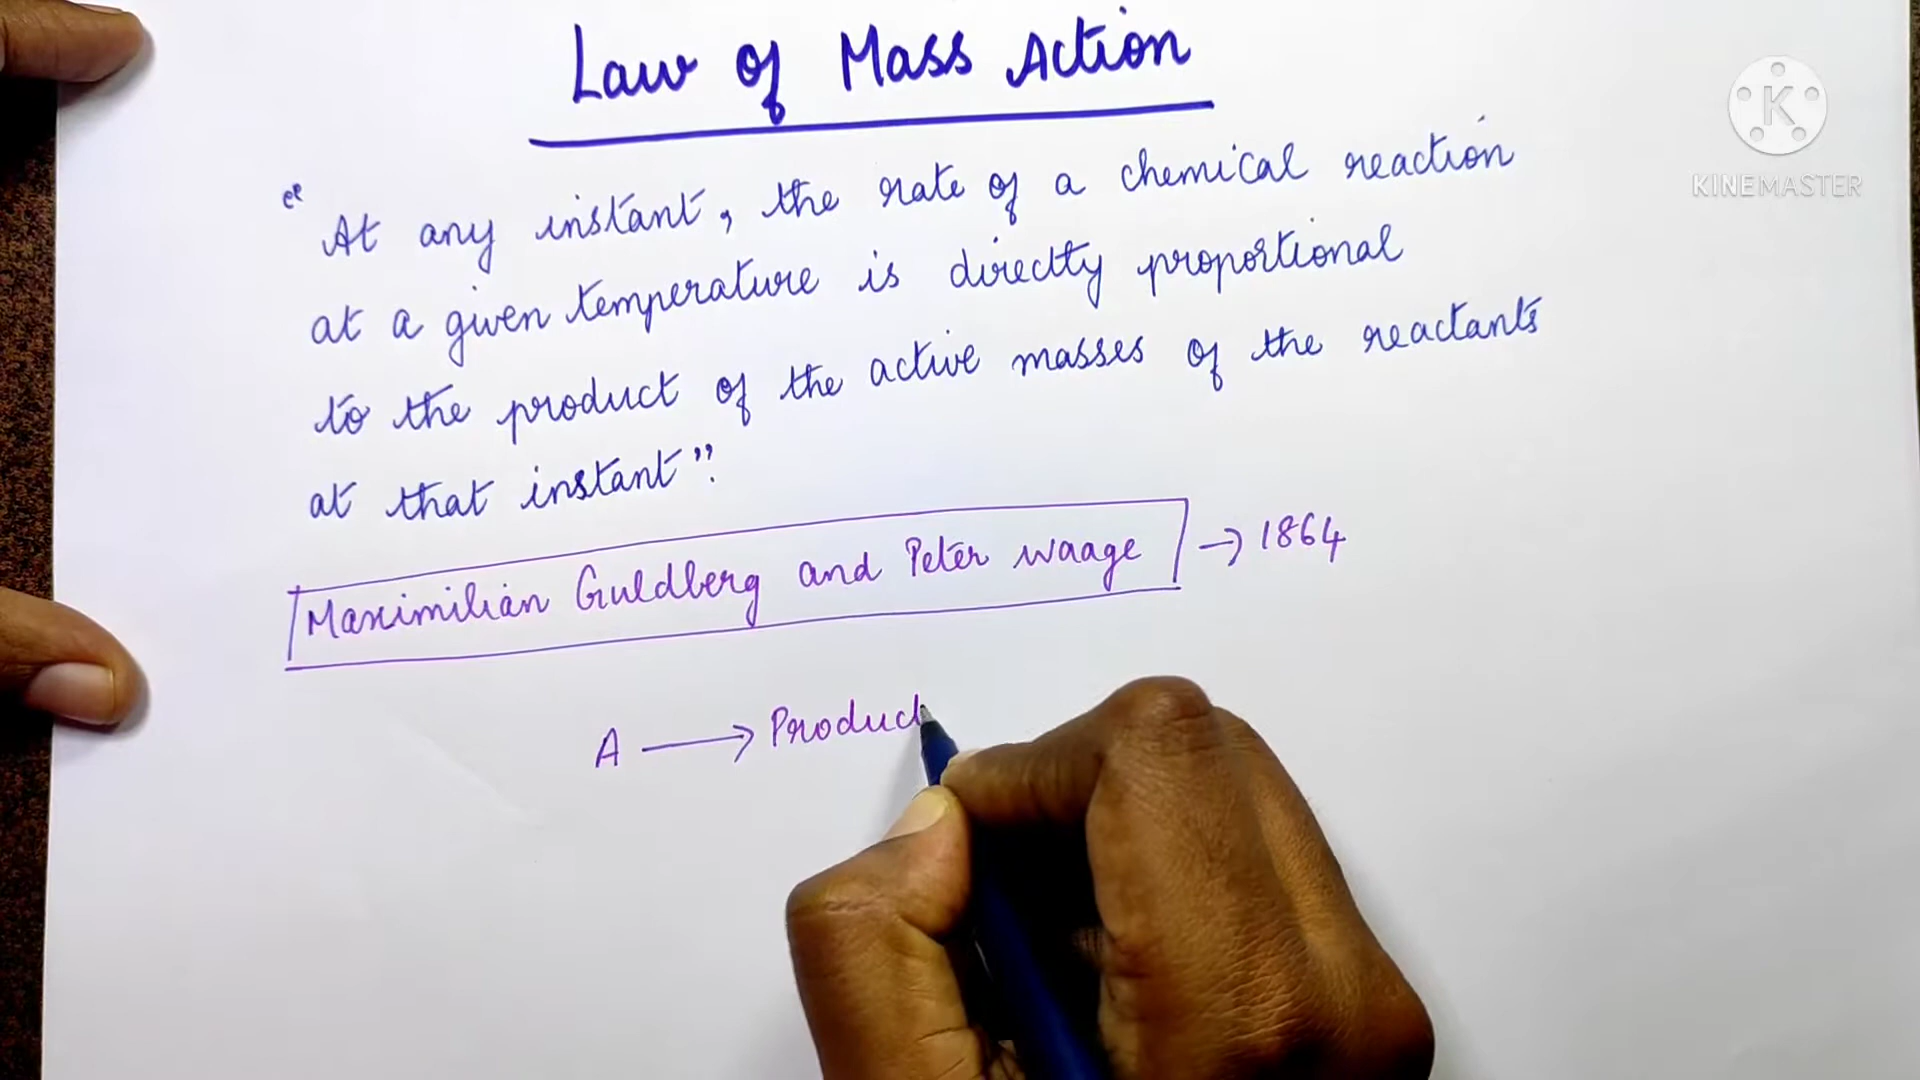 Law of Mass Action
"At any instant, the rate of a chemical reaction
at a given temperature is directly proportional
to the product of the active masses of the reactants
at that instant".
Maximilian Guldberg and Peter Waage → 1864
A → Product
K
KINEMASTER